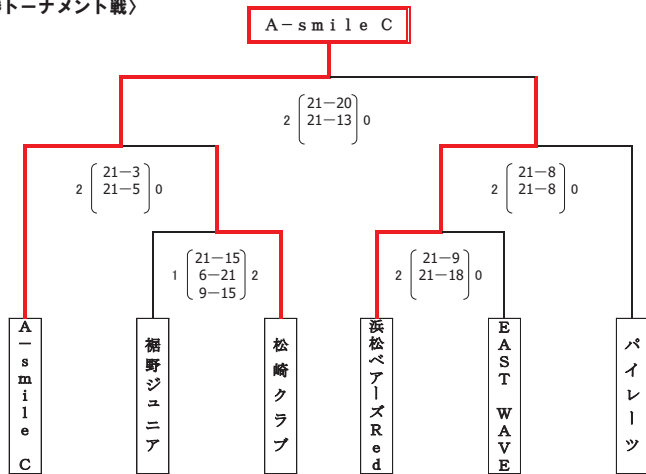 トーナメント戦〉
A－smile C
21－20
2 21－13 0
21－3
2 21－5 0
21－8
2 21－8 0
21－15
1 6－21 2
9－15
21－9
2 21－18 0
A－smile C
裾野ジュニア
松崎クラブ
浜松ベアーズRed
EAST WAVE
パイレーツ